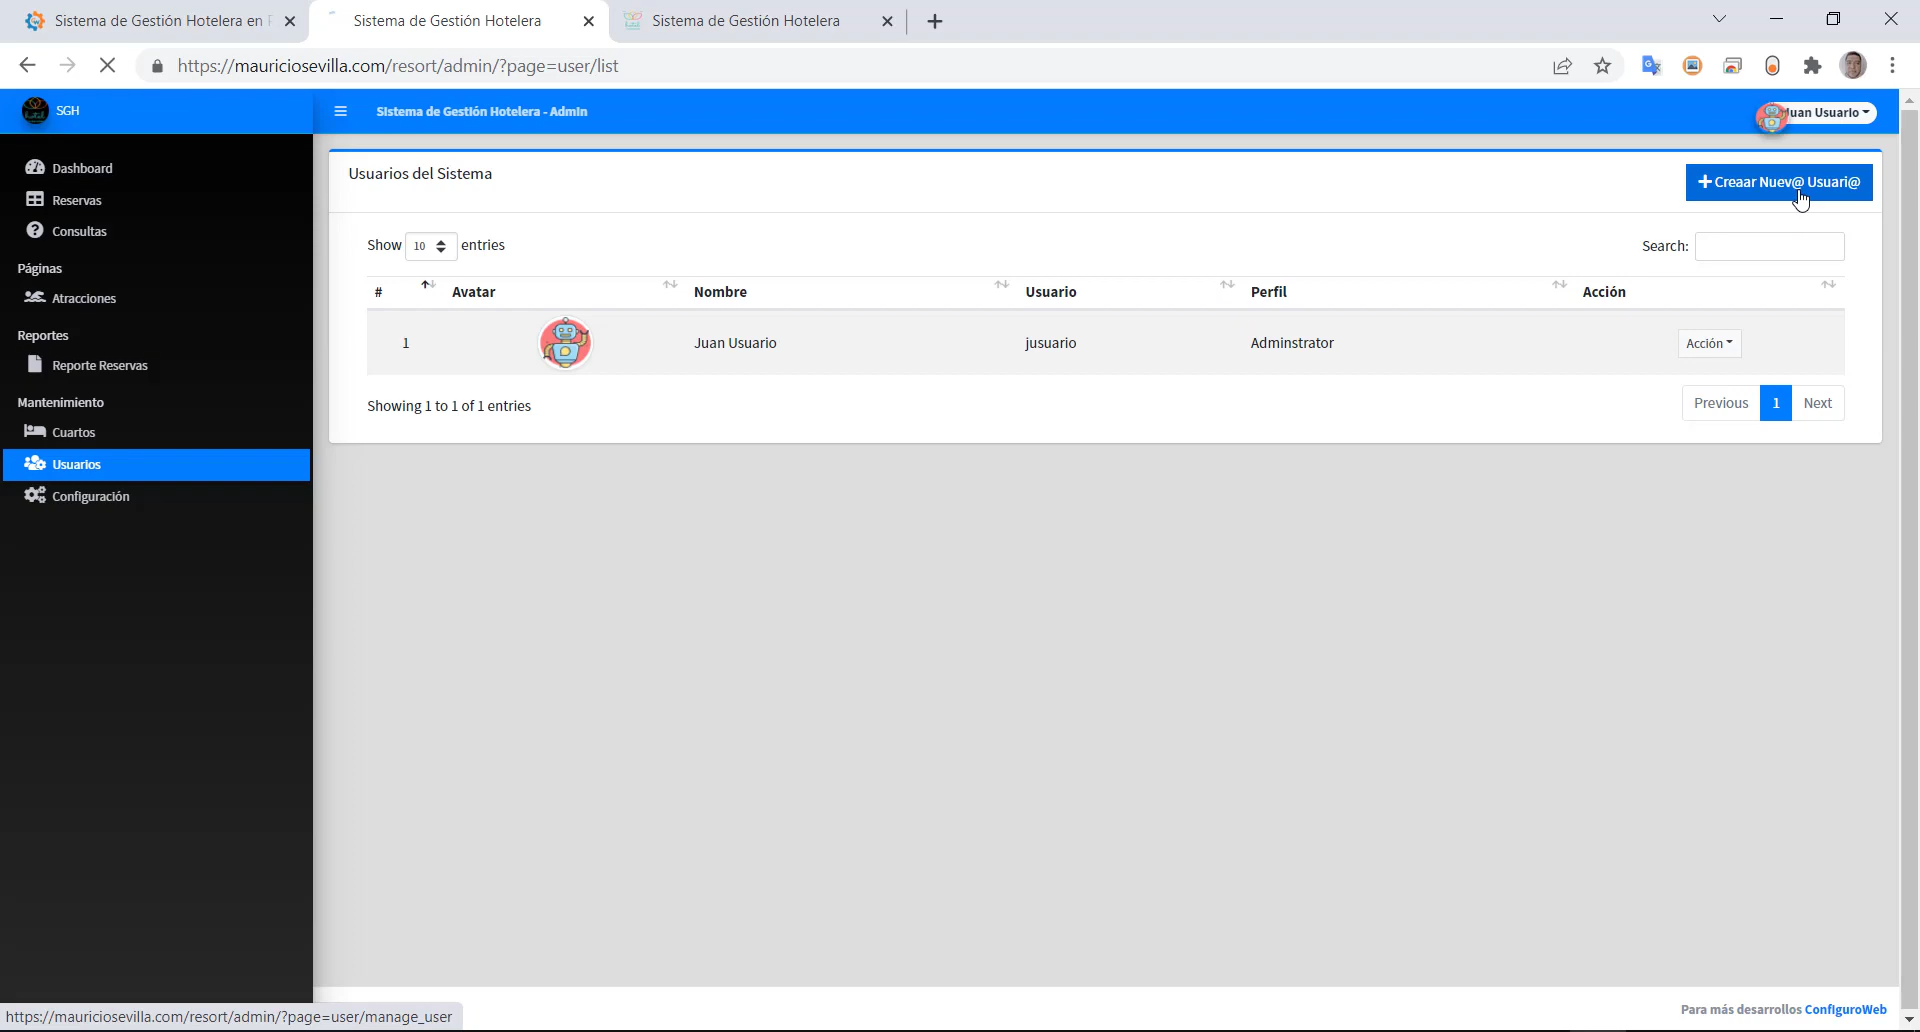 Sistema de Gestión Hotelera en
Sistema de Gestión Hotelera
Sistema de Gestión Hotelera
https://mauriciosevilla.com/resort/admin/?page=user/list
SGH
Sistema de Gestión Hotelera - Admin
Juan Usuario
Dashboard
Reservas
Consultas
Páginas
Atracciones
Reportes
Reporte Reservas
Mantenimiento
Cuartos
Usuarios
Configuración
Usuarios del Sistema
Creaar Nuev@ Usuari@
Show 10 entries
Search:
# Avatar Nombre Usuario Perfil Acción
1 Juan Usuario jusuario Adminstrator Acción
Showing 1 to 1 of 1 entries
Previous 1 Next
Para más desarrollos ConfiguroWeb
https://mauriciosevilla.com/resort/admin/?page=user/manage_user